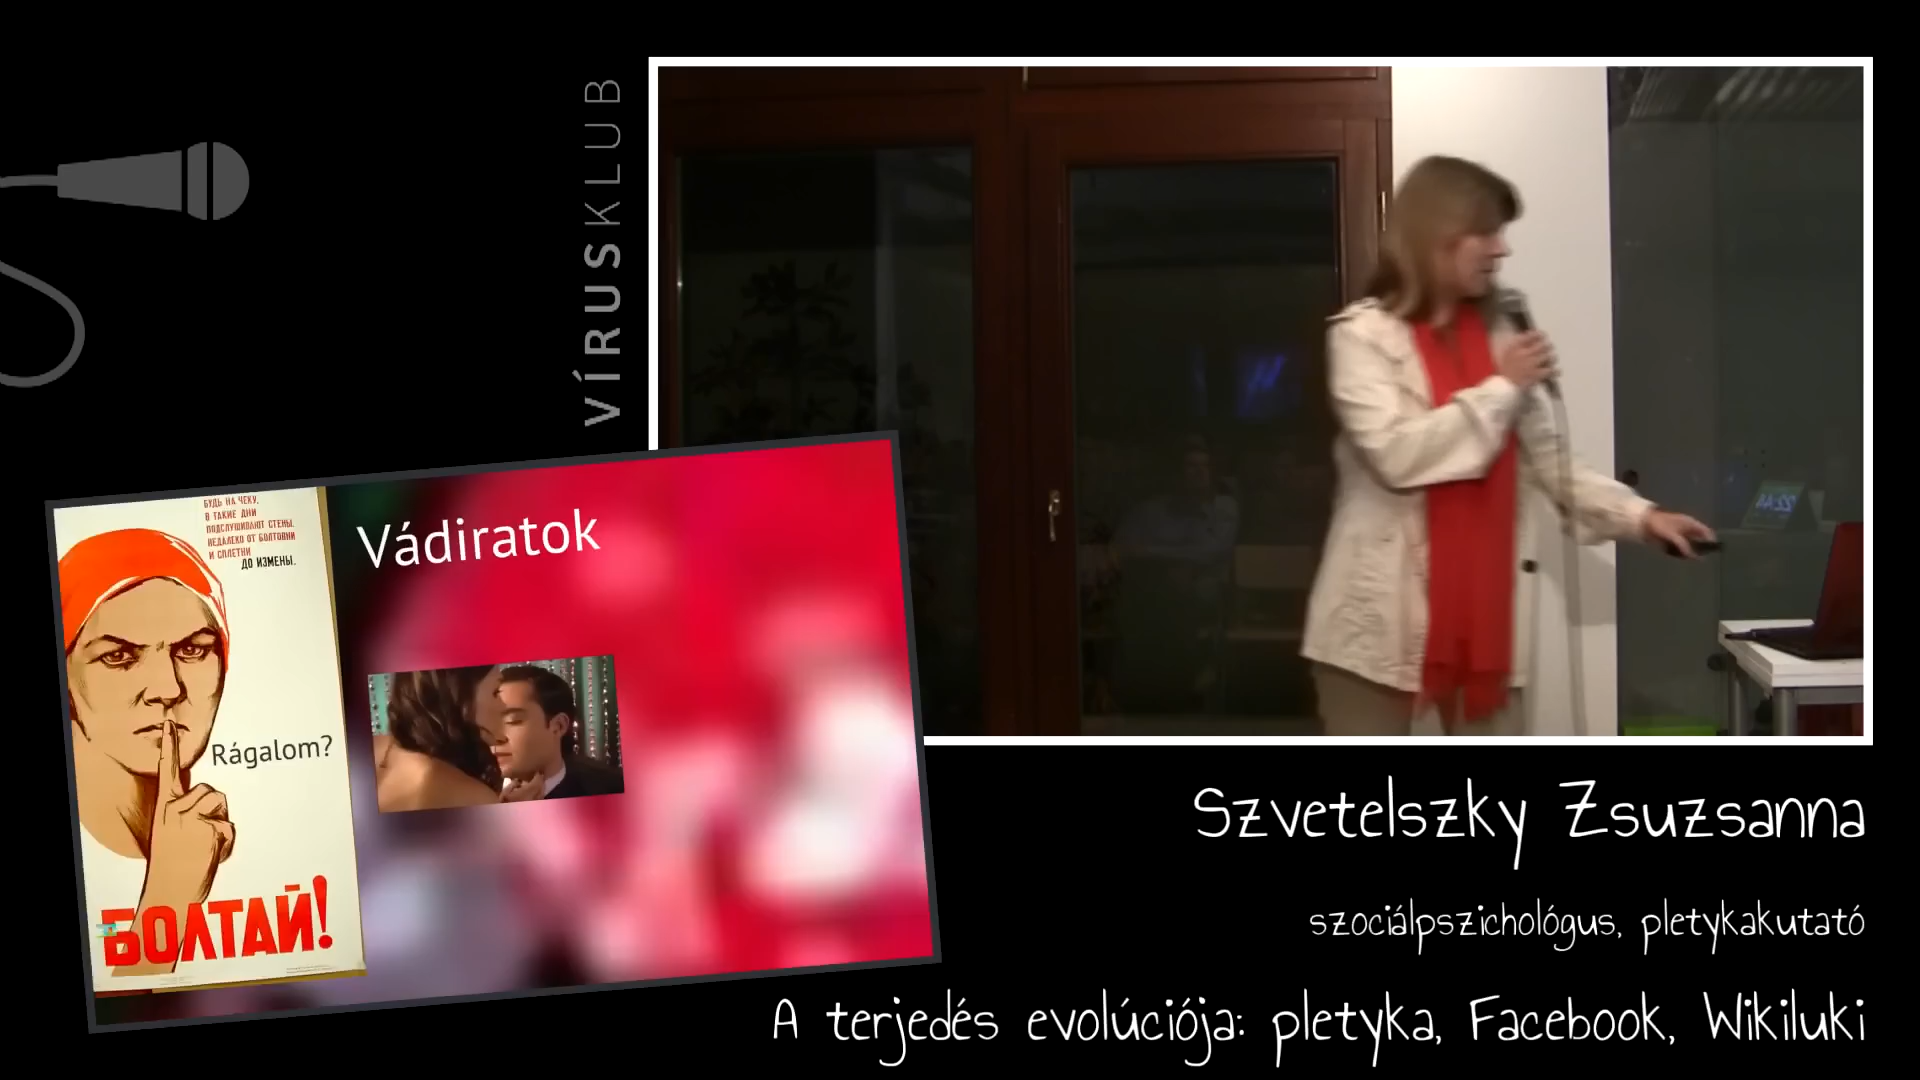 VÍRUSKLUB
БУДЬ НА ЧЕКУ,
В ТАКИЕ ДНИ
ПОДСЛУШИВАЮТ СТЕНЫ.
НЕДАЛЕКО ОТ БОЛТОВНИ
И СПЛЕТНИ
ДО ИЗМЕНЫ.
Vádiratok
Rágalom?
БОЛТАЙ!
Szvetelszky Zsuzsanna
szociálpszichológus, pletykakutató
A terjedés evolúciója: pletyka, Facebook, Wikiluki